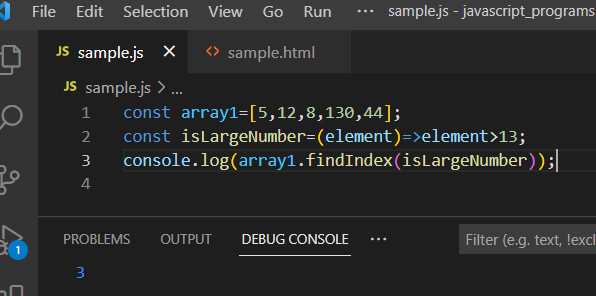 File Edit Selection View Go Run ··· sample.js - javascript_programs
JS sample.js × <> sample.html
JS sample.js > ...
1 const array1=[5,12,8,130,44];
2 const isLargeNumber=(element)=>element>13;
3 console.log(array1.findIndex(isLargeNumber));
4
1
PROBLEMS OUTPUT DEBUG CONSOLE ··· Filter (e.g. text, !excl
3